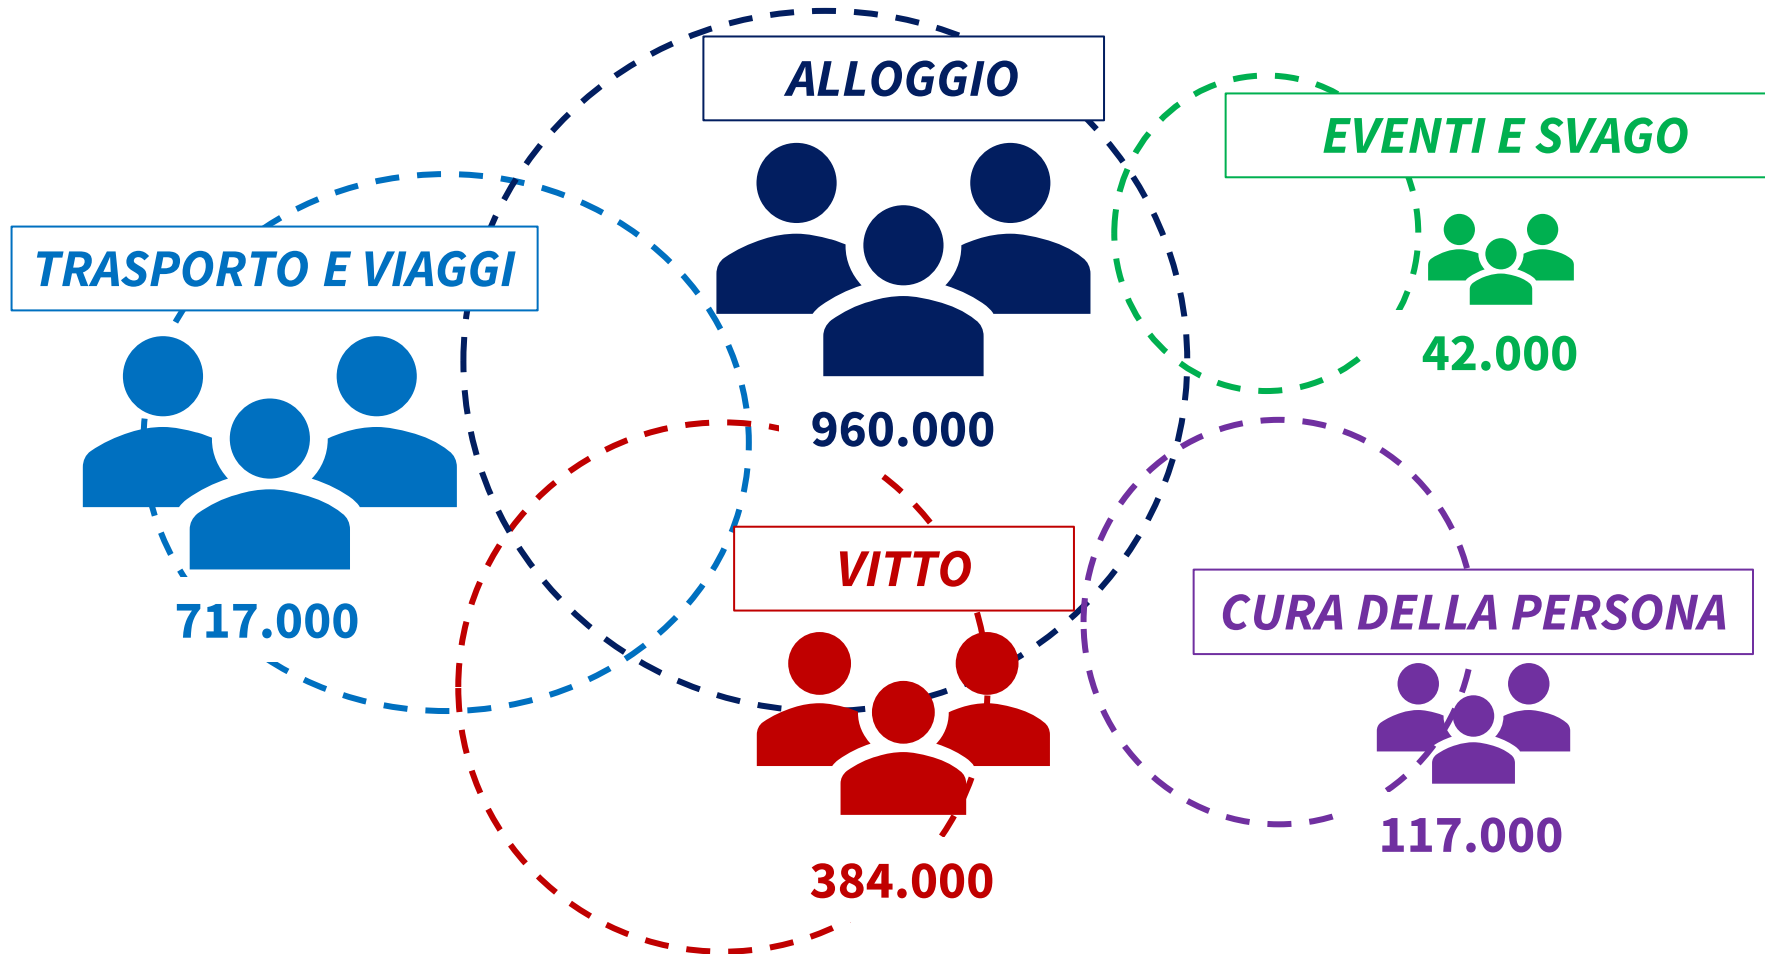 ALLOGGIO
960.000
EVENTI E SVAGO
42.000
TRASPORTO E VIAGGI
717.000
VITTO
384.000
CURA DELLA PERSONA
117.000